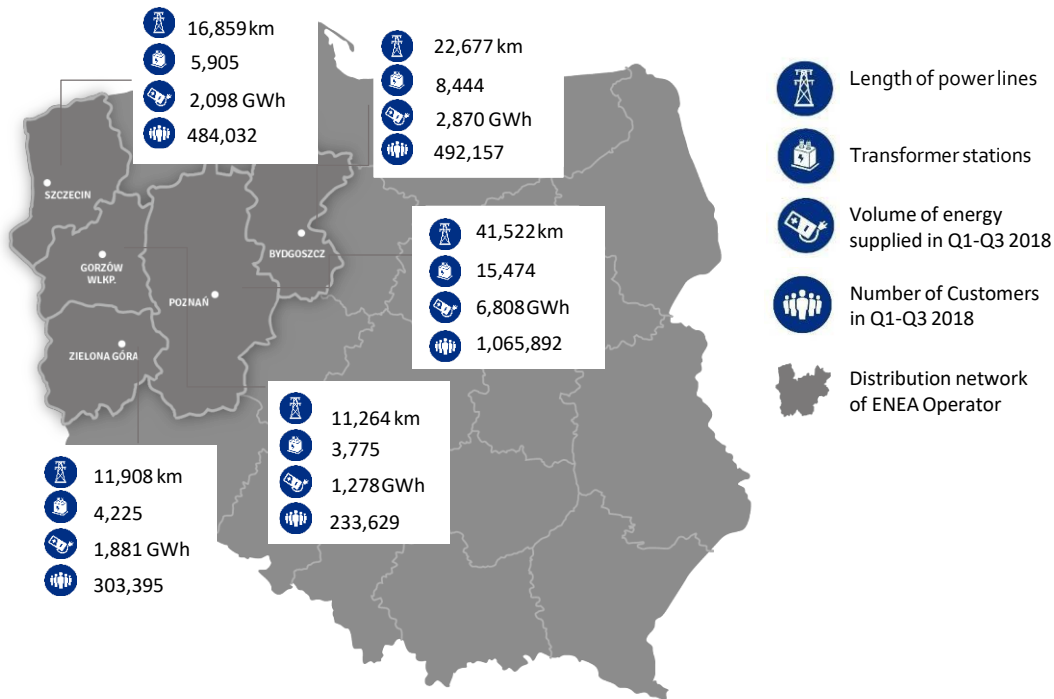 16,859 km
5,905
2,098 GWh
484,032
22,677 km
8,444
2,870 GWh
492,157
Length of power lines
Transformer stations
Volume of energy
supplied in Q1-Q3 2018
Number of Customers
in Q1-Q3 2018
Distribution network
of ENEA Operator
SZCZECIN
BYDGOSZCZ
GORZÓW
WLKP.
POZNAŃ
ZIELONA GÓRA
41,522 km
15,474
6,808 GWh
1,065,892
11,264 km
3,775
1,278 GWh
233,629
11,908 km
4,225
1,881 GWh
303,395